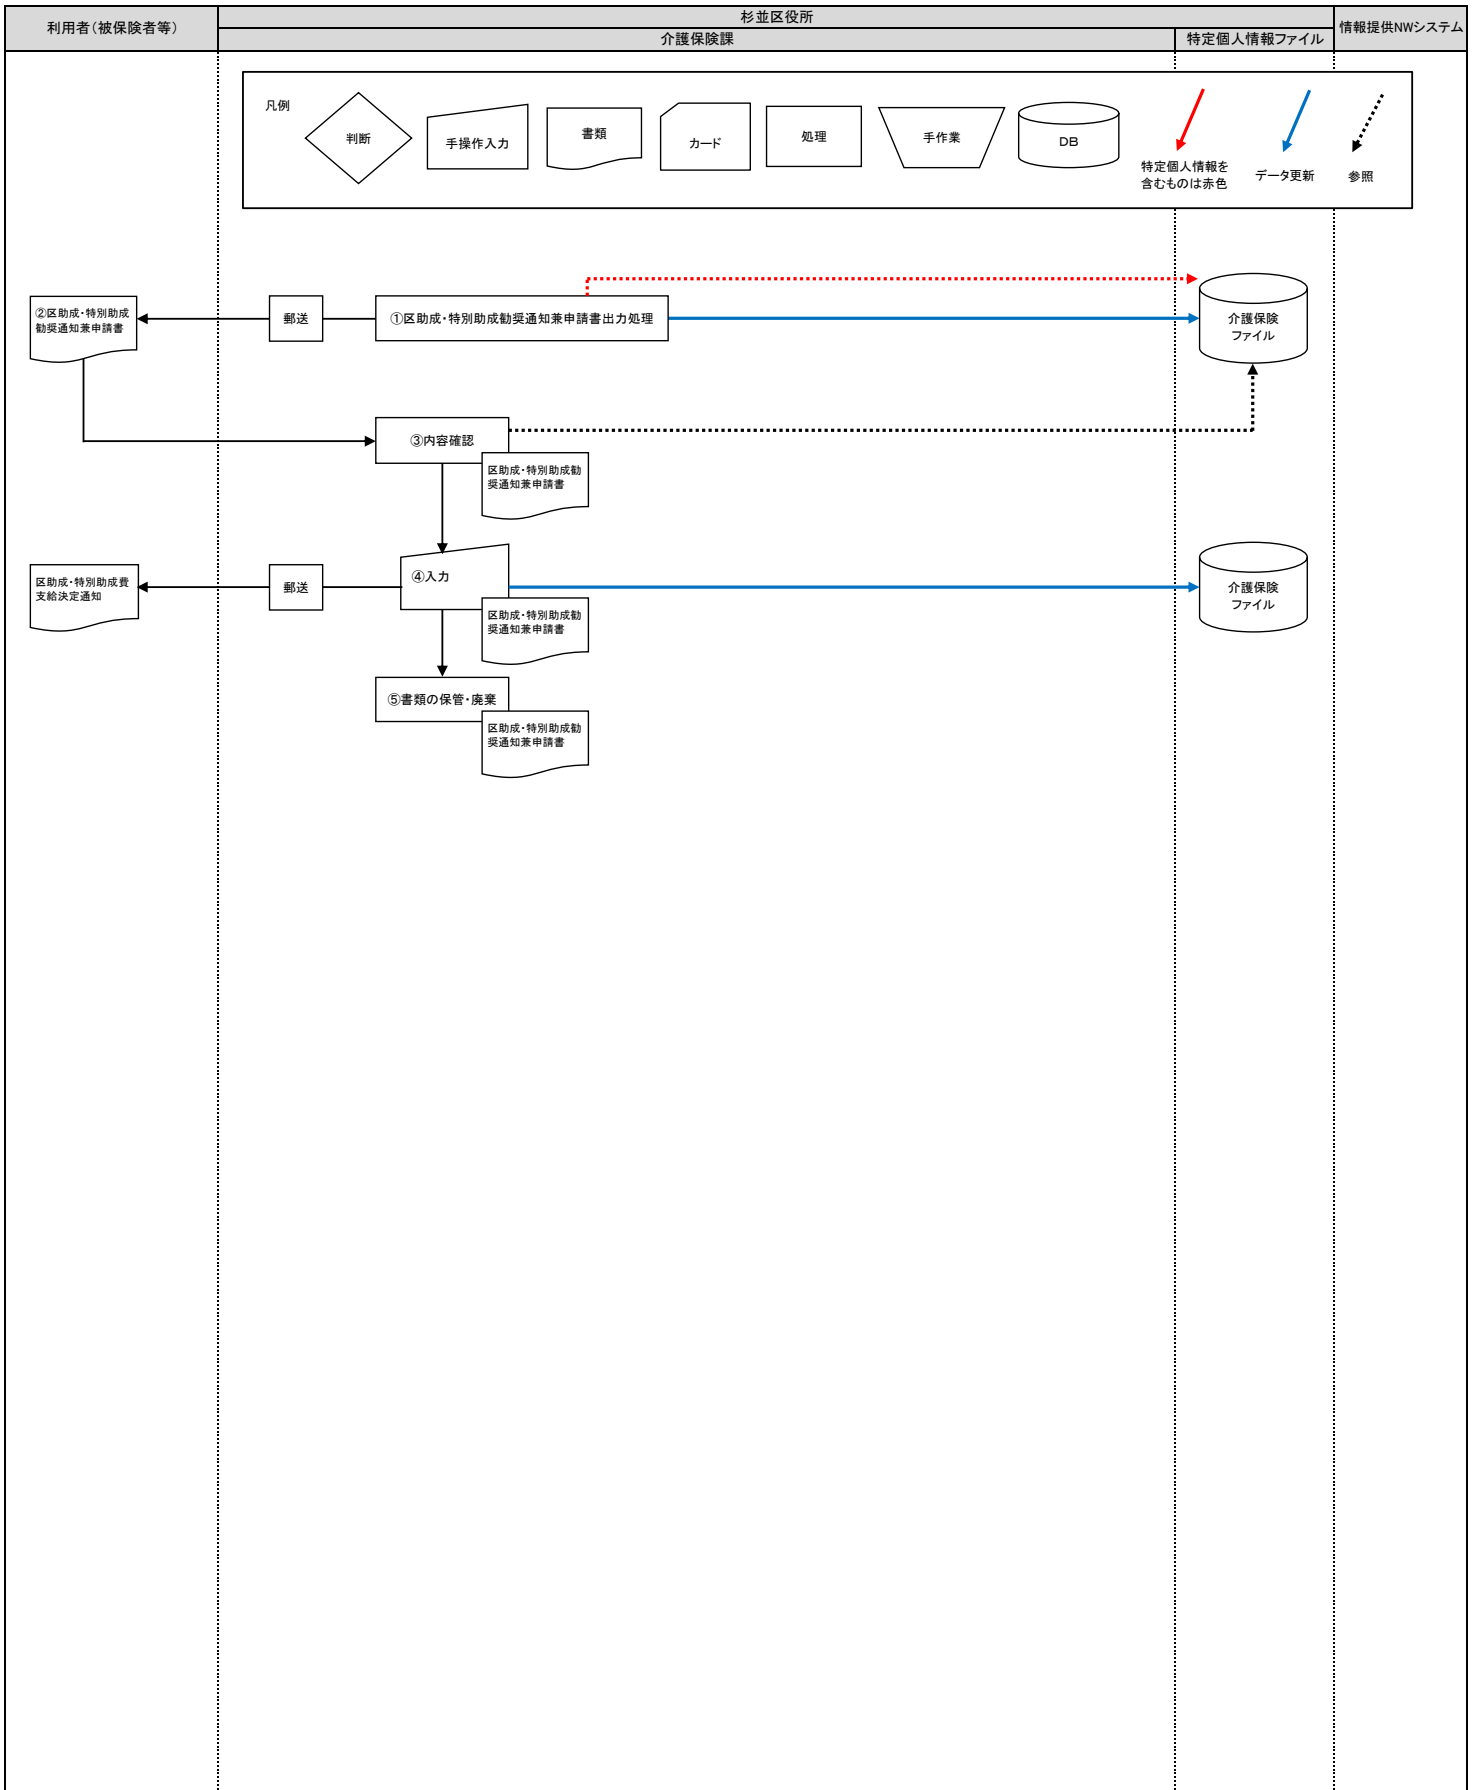 利用者（被保険者等）
杉並区役所
情報提供NWシステム
介護保険課
特定個人情報ファイル
凡例
判断
手操作入力
書類
カード
処理
手作業
DB
特定個人情報を
含むものは赤色
データ更新
参照
②区助成・特別助成
勧奨通知兼申請書
郵送
①区助成・特別助成勧奨通知兼申請書出力処理
介護保険
ファイル
③内容確認
区助成・特別助成勧
奨通知兼申請書
区助成・特別助成費
支給決定通知
郵送
④入力
区助成・特別助成勧
奨通知兼申請書
介護保険
ファイル
⑤書類の保管・廃棄
区助成・特別助成勧
奨通知兼申請書